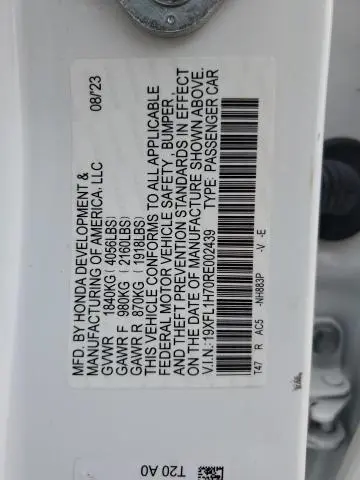 MFD. BY HONDA DEVELOPMENT & 08/'23
MANUFACTURING OF AMERICA, LLC
GVWR 1840KG (4056LBS)
GAWR F 980KG (2160LBS)
GAWR R 870KG (1918LBS)
THIS VEHICLE CONFORMS TO ALL APPLICABLE
FEDERAL MOTOR VEHICLE SAFETY, BUMPER,
AND THEFT PREVENTION STANDARDS IN EFFECT
ON THE DATE OF MANUFACTURE SHOWN ABOVE.
V.I.N.: 19XFL1H70RE002439 TYPE: PASSENGER CAR
T47 R AC5 -NH883P -V -E
T20 A0